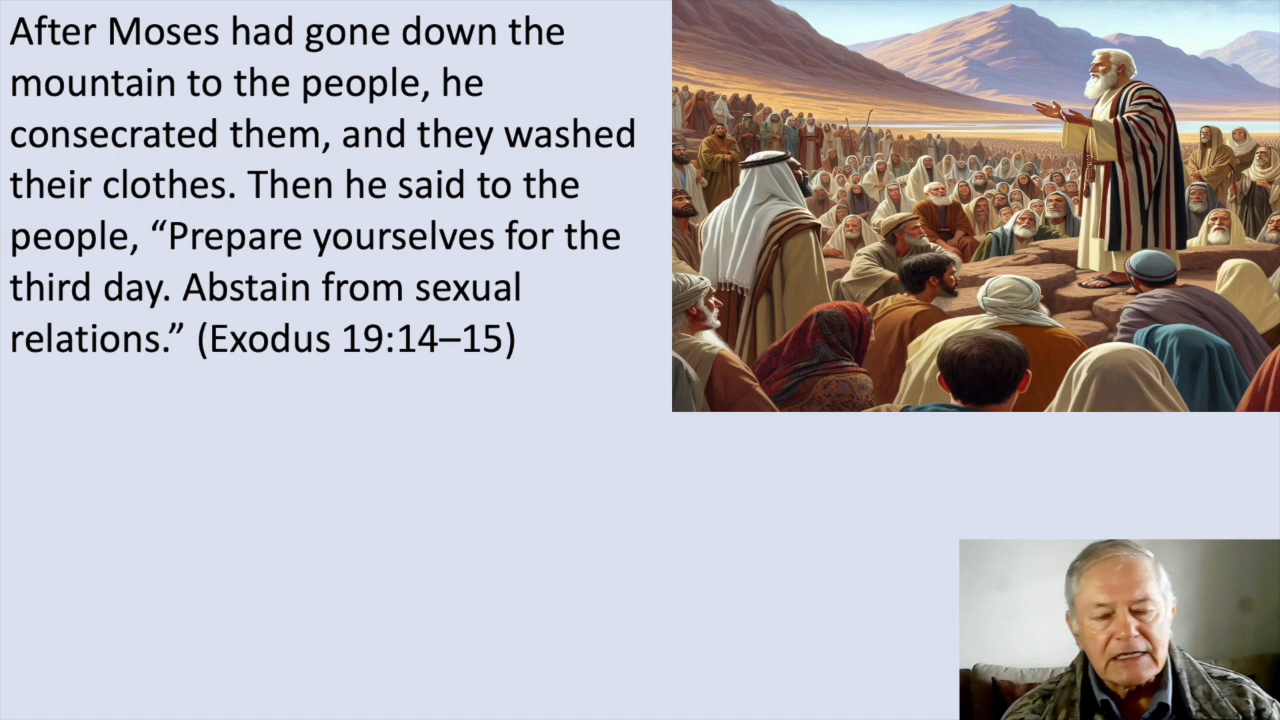 After Moses had gone down the
mountain to the people, he
consecrated them, and they washed
their clothes. Then he said to the
people, “Prepare yourselves for the
third day. Abstain from sexual
relations.” (Exodus 19:14–15)